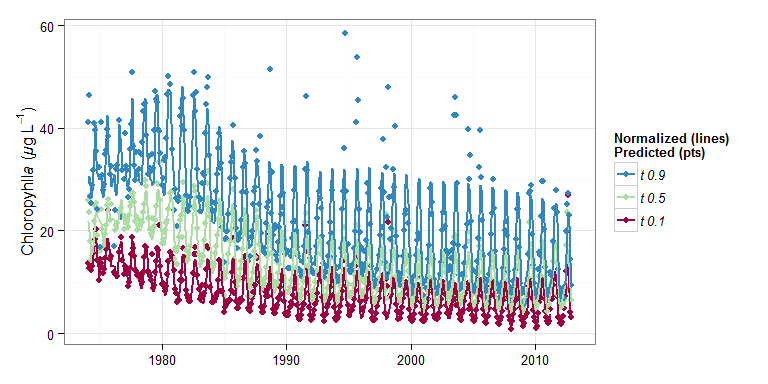 60
40
20
0
Chloropyhlla (µg L⁻¹)
1980
1990
2000
2010
Normalized (lines)
Predicted (pts)
t 0.9
t 0.5
t 0.1